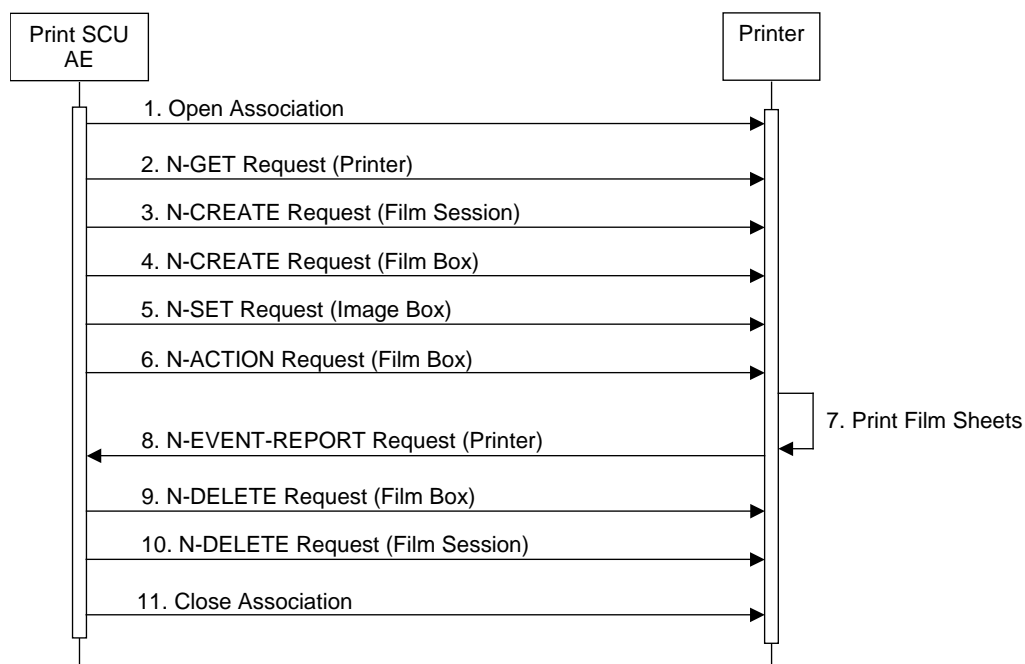 Print SCU
AE
Printer
1. Open Association
2. N-GET Request (Printer)
3. N-CREATE Request (Film Session)
4. N-CREATE Request (Film Box)
5. N-SET Request (Image Box)
6. N-ACTION Request (Film Box)
7. Print Film Sheets
8. N-EVENT-REPORT Request (Printer)
9. N-DELETE Request (Film Box)
10. N-DELETE Request (Film Session)
11. Close Association